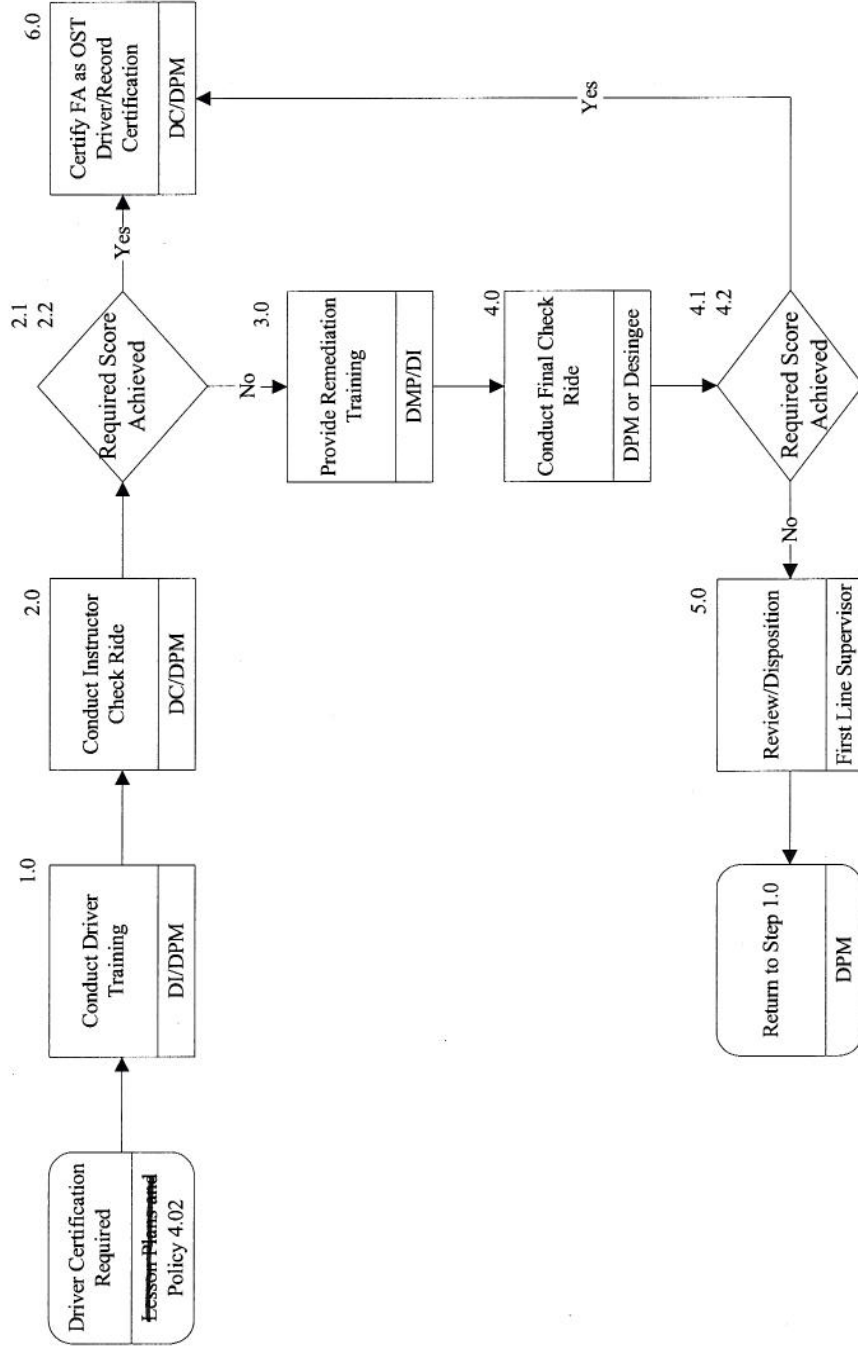 Driver Certification
Required
Lesson Plans and
Policy 4.02
1.0
Conduct Driver
Training
DI/DPM
2.0
Conduct Instructor
Check Ride
DC/DPM
2.1
2.2
Required Score
Achieved
Yes
6.0
Certify FA as OST
Driver/Record
Certification
DC/DPM
No
3.0
Provide Remediation
Training
DMP/DI
4.0
Conduct Final Check
Ride
DPM or Desingee
4.1
4.2
Required Score
Achieved
Yes
No
5.0
Review/Disposition
First Line Supervisor
Return to Step 1.0
DPM